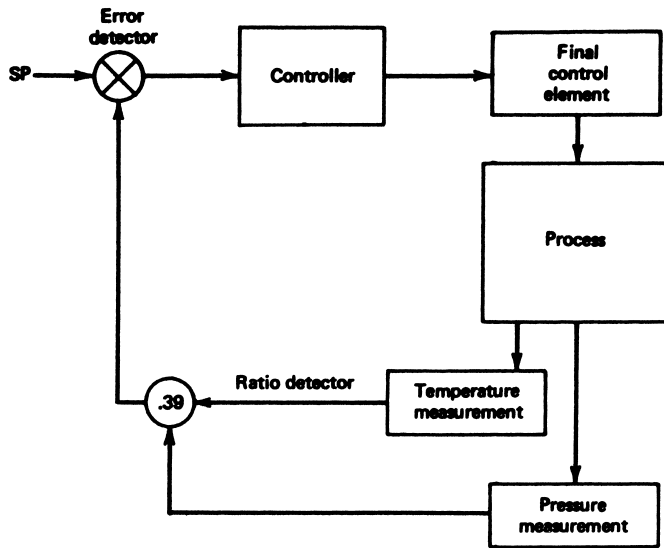 Error
detector
SP
Controller
Final
control
element
Process
Ratio detector
.39
Temperature
measurement
Pressure
measurement